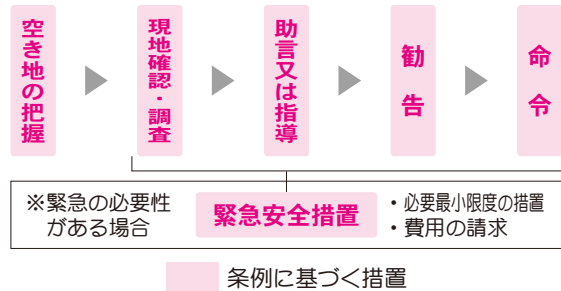 空き地の把握
現地確認・調査
助言又は指導
勧告
命令
※緊急の必要性
がある場合
緊急安全措置
・必要最小限度の措置
・費用の請求
条例に基づく措置